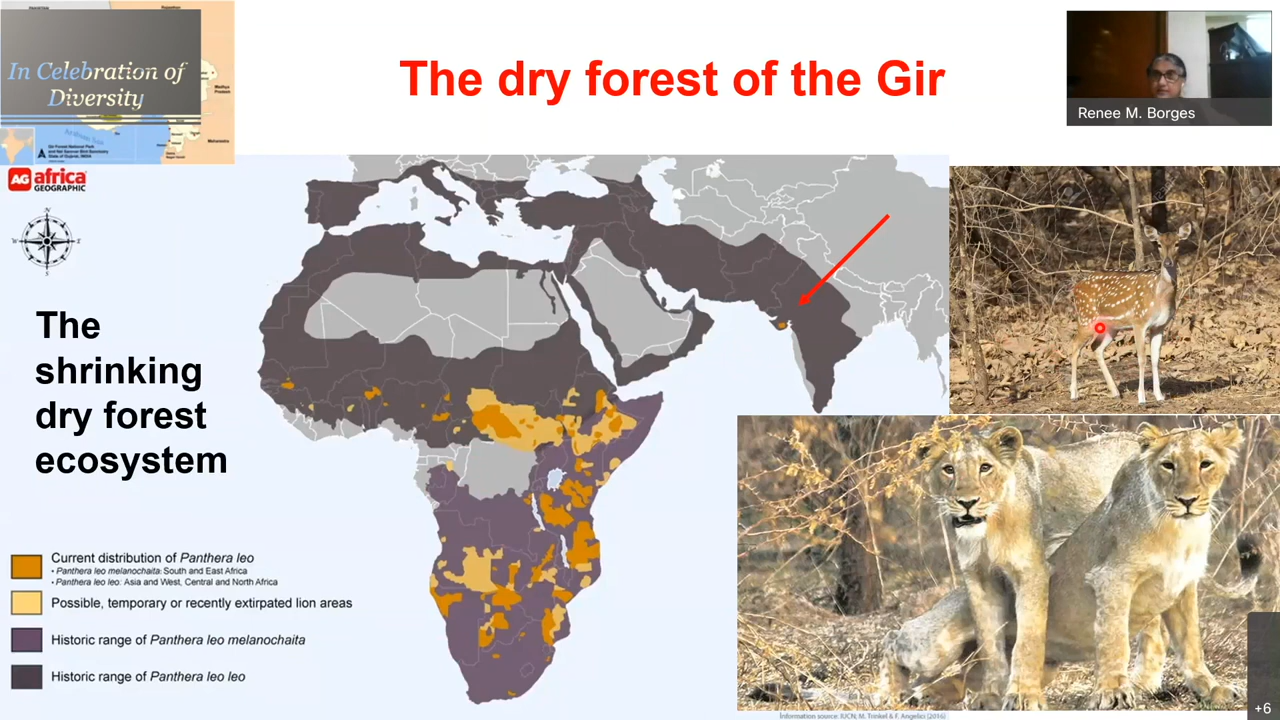 In Celebration of
Diversity
The dry forest of the Gir
Renee M. Borges
AG africa
GEOGRAPHIC
The
shrinking
dry forest
ecosystem
Current distribution of Panthera leo
• Panthera leo melanochaita: South and East Africa
• Panthera leo leo: Asia and West, Central and North Africa
Possible, temporary or recently extirpated lion areas
Historic range of Panthera leo melanochaita
Historic range of Panthera leo leo
Information source: IUCN; M. Trinkel & F. Angelici (2016)
+6